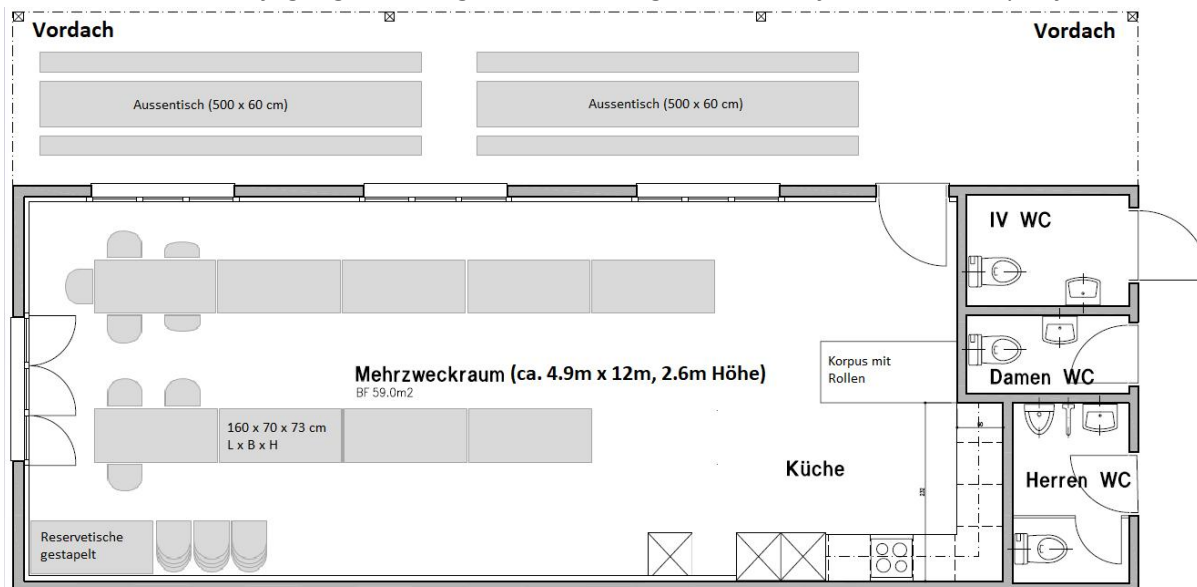 Vordach
Vordach
Aussentisch (500 x 60 cm)
Aussentisch (500 x 60 cm)
IV WC
Damen WC
Mehrzweckraum (ca. 4.9m x 12m, 2.6m Höhe)
BF 59.0m2
Korpus mit
Rollen
160 x 70 x 73 cm
L x B x H
Küche
Herren WC
Reservetische
gestapelt